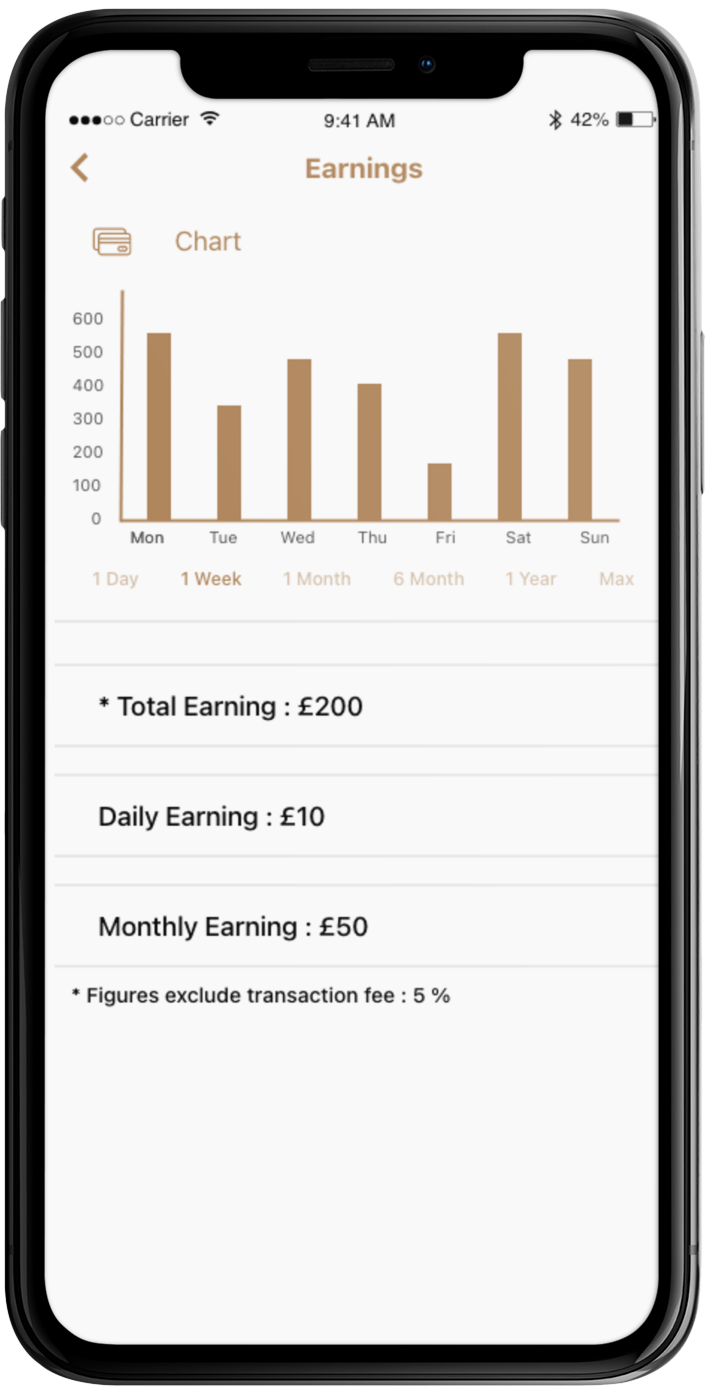 Carrier 9:41 AM 42%
Earnings
Chart
600
500
400
300
200
100
0
Mon Tue Wed Thu Fri Sat Sun
1 Day 1 Week 1 Month 6 Month 1 Year Max
* Total Earning : £200
Daily Earning : £10
Monthly Earning : £50
* Figures exclude transaction fee : 5 %